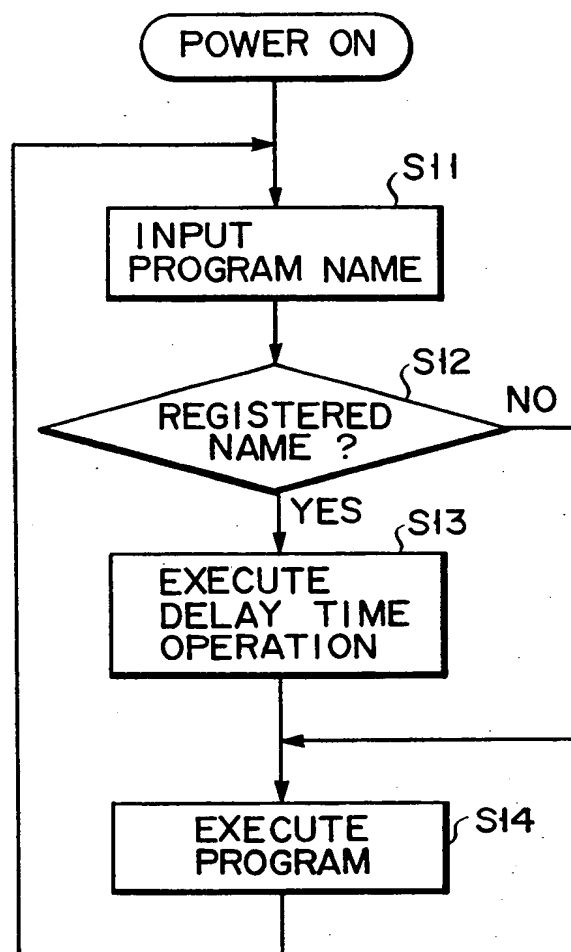 POWER ON
S11
INPUT
PROGRAM NAME
S12
REGISTERED
NAME ?
NO
YES
S13
EXECUTE
DELAY TIME
OPERATION
S14
EXECUTE
PROGRAM